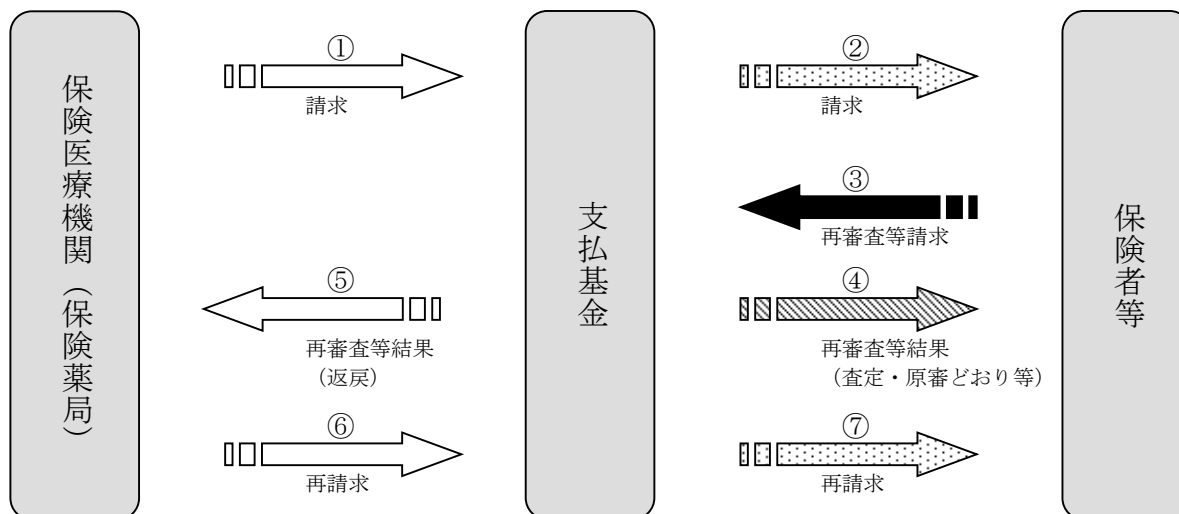 保険医療機関（保険薬局）
①
請求
⑤
再審査等結果
（返戻）
⑥
再請求
支払基金
②
請求
③
再審査等請求
④
再審査等結果
（査定・原審どおり等）
⑦
再請求
保険者等